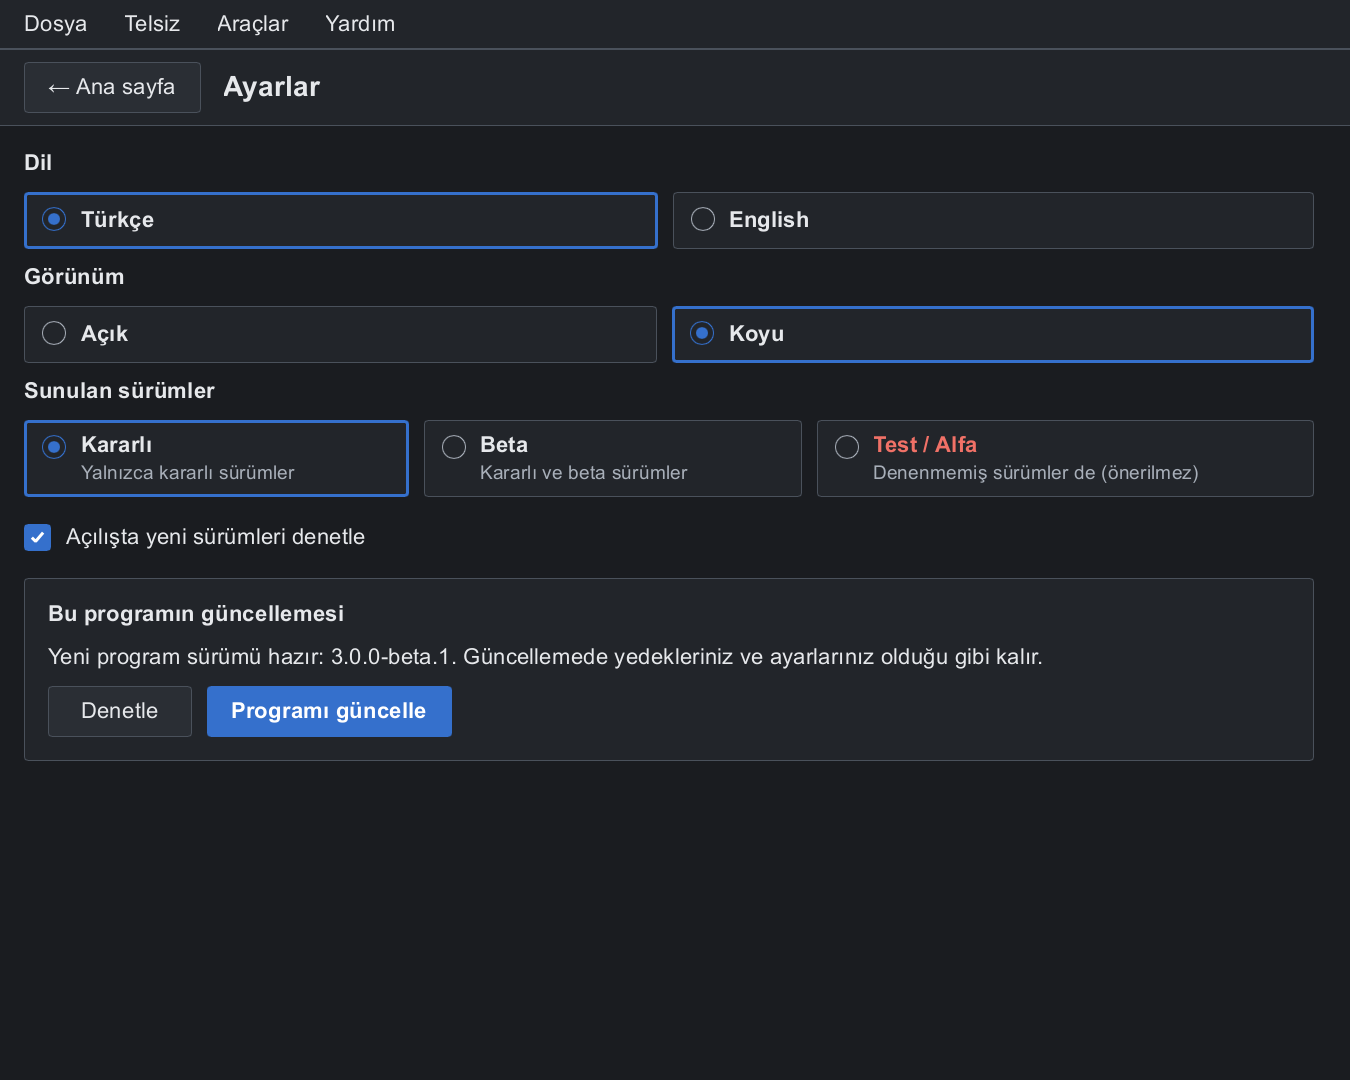 Dosya Telsiz Araçlar Yardım
← Ana sayfa Ayarlar
Dil
Türkçe English
Görünüm
Açık Koyu
Sunulan sürümler
Kararlı
Yalnızca kararlı sürümler
Beta
Kararlı ve beta sürümler
Test / Alfa
Denenmemiş sürümler de (önerilmez)
Açılışta yeni sürümleri denetle
Bu programın güncellemesi
Yeni program sürümü hazır: 3.0.0-beta.1. Güncellemede yedekleriniz ve ayarlarınız olduğu gibi kalır.
Denetle Programı güncelle